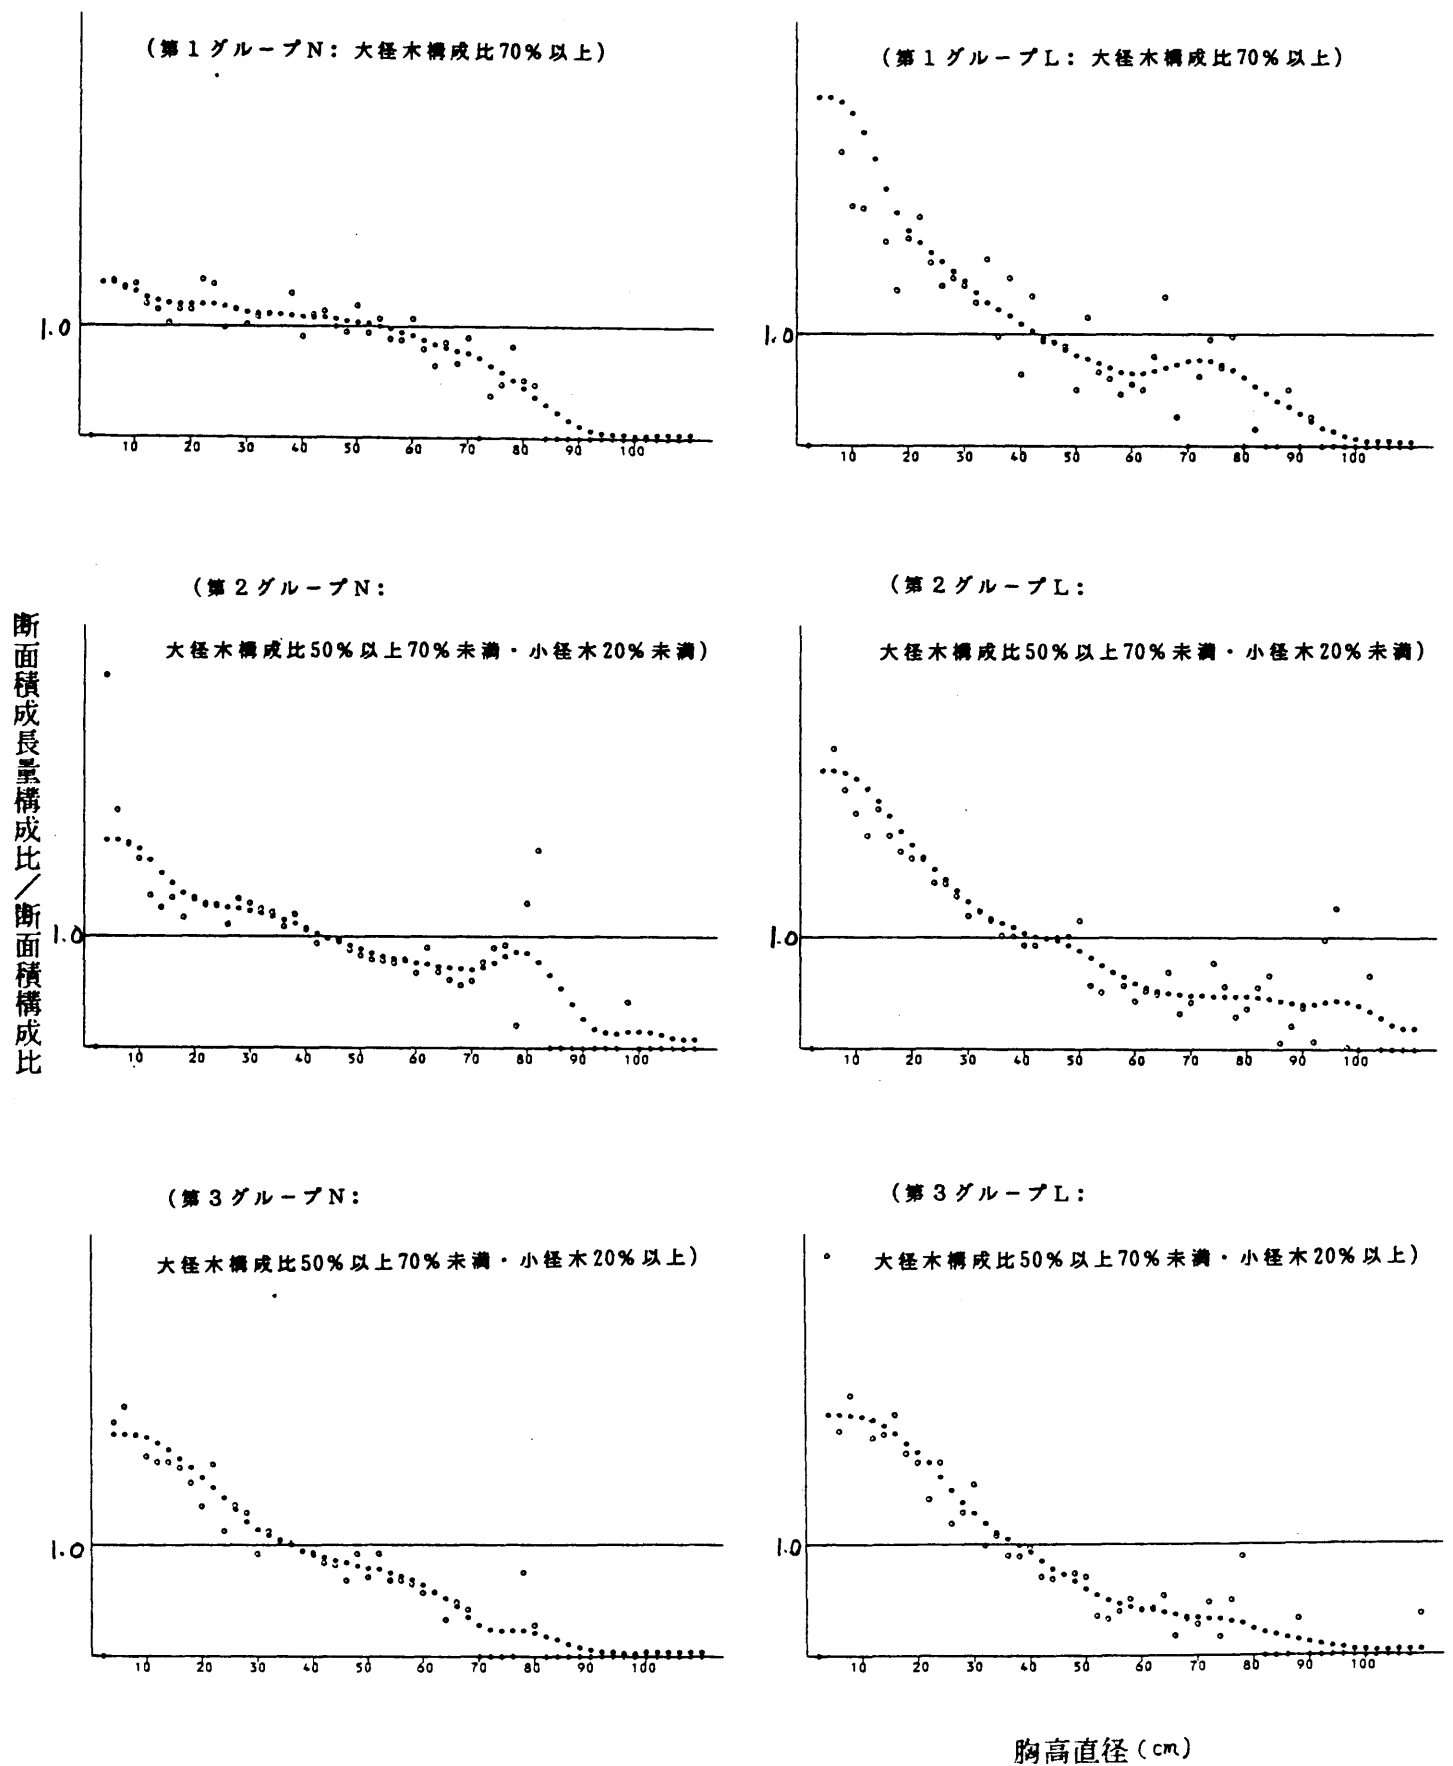 (第1グループN: 大径木構成比70%以上)
1.0
10 20 30 40 50 60 70 80 90 100
(第1グループL: 大径木構成比70%以上)
1.0
10 20 30 40 50 60 70 80 90 100
断面積成長量構成比／断面積構成比
(第2グループN:
大径木構成比50%以上70%未満・小径木20%未満)
1.0
10 20 30 40 50 60 70 80 90 100
(第2グループL:
大径木構成比50%以上70%未満・小径木20%未満)
1.0
10 20 30 40 50 60 70 80 90 100
(第3グループN:
大径木構成比50%以上70%未満・小径木20%以上)
1.0
10 20 30 40 50 60 70 80 90 100
(第3グループL:
大径木構成比50%以上70%未満・小径木20%以上)
1.0
10 20 30 40 50 60 70 80 90 100
胸高直径(cm)